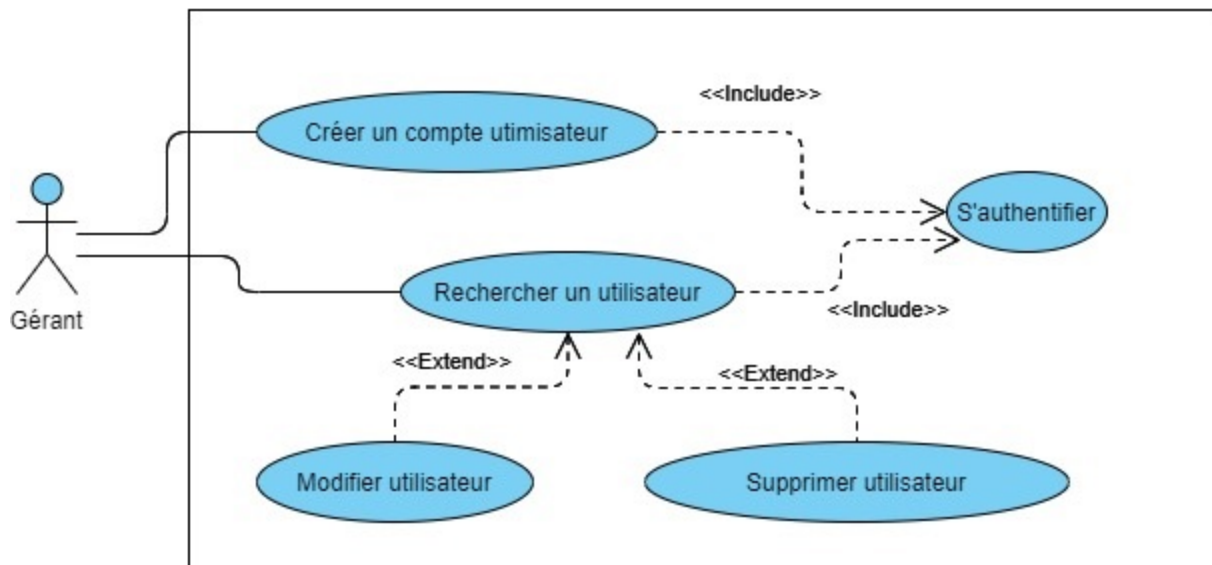 <<Include>>
Créer un compte utimisateur
S'authentifier
Rechercher un utilisateur
<<Include>>
Gérant
<<Extend>>
<<Extend>>
Modifier utilisateur
Supprimer utilisateur